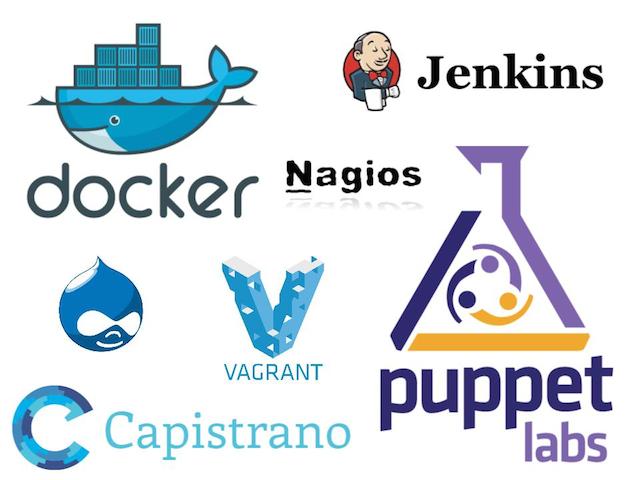 docker
Jenkins
Nagios
VAGRANT
puppet
labs
Capistrano